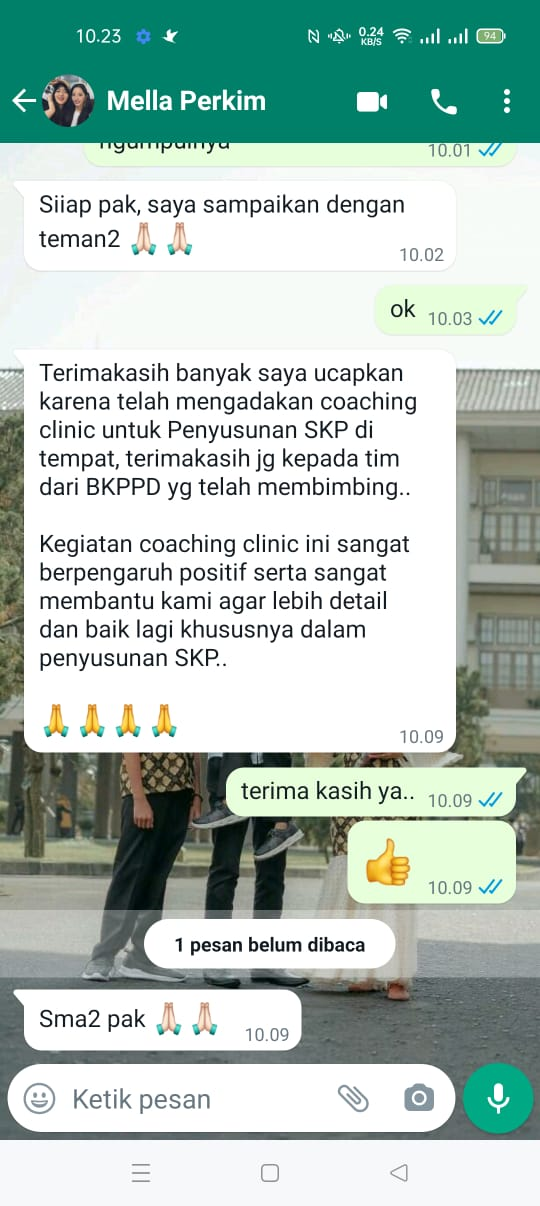 10.23
0.24
KB/S
94
Mella Perkim
ngumpulnya
10.01
Siiap pak, saya sampaikan dengan
teman2 🙏🏻 🙏🏻
10.02
ok 10.03
Terimakasih banyak saya ucapkan
karena telah mengadakan coaching
clinic untuk Penyusunan SKP di
tempat, terimakasih jg kepada tim
dari BKPPD yg telah membimbing..
Kegiatan coaching clinic ini sangat
berpengaruh positif serta sangat
membantu kami agar lebih detail
dan baik lagi khususnya dalam
penyusunan SKP..
🙏 🙏 🙏 🙏
10.09
terima kasih ya.. 10.09
👍 10.09
1 pesan belum dibaca
Sma2 pak 🙏🏻 🙏🏻 10.09
Ketik pesan